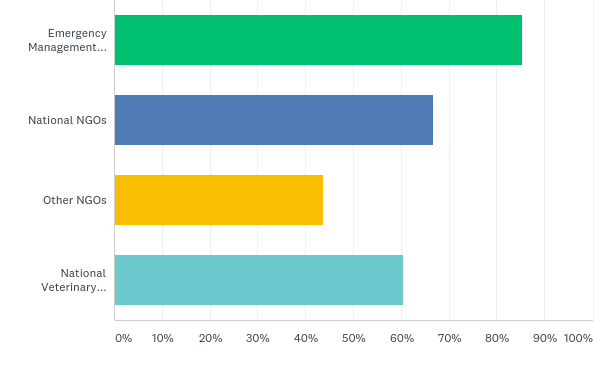 Emergency
Management...
National NGOs
Other NGOs
National
Veterinary...
0% 10% 20% 30% 40% 50% 60% 70% 80% 90% 100%